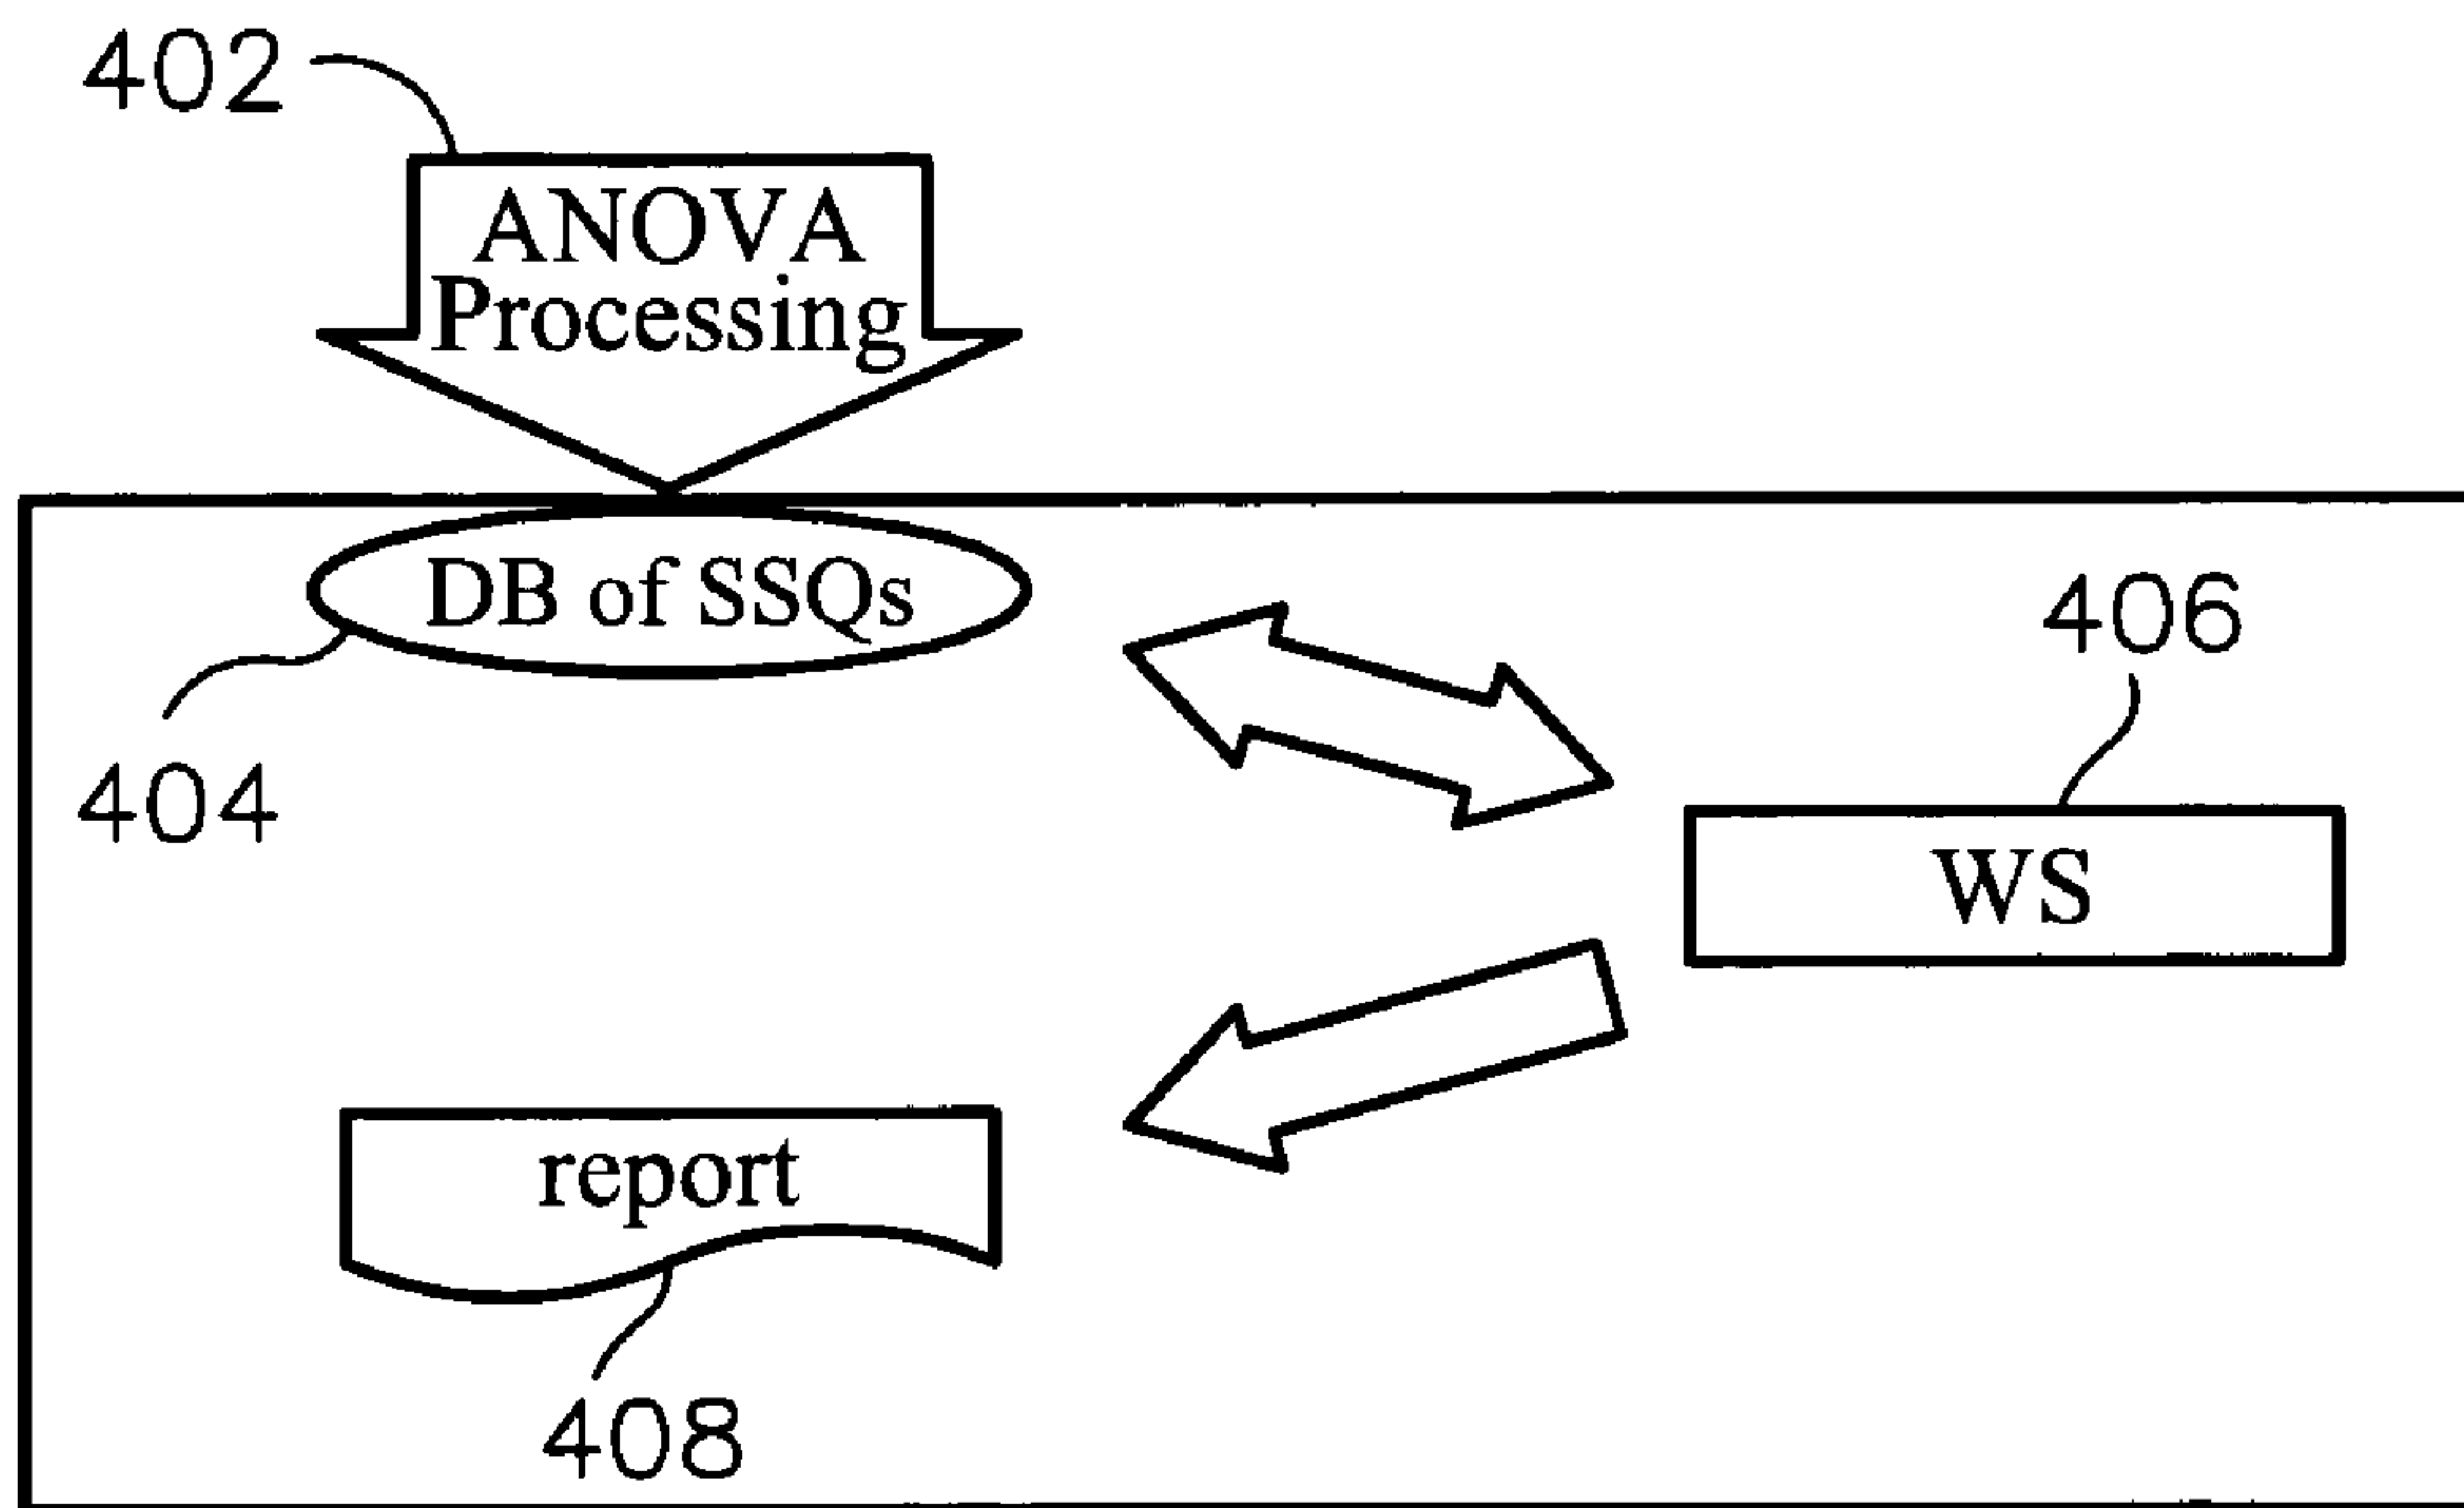 402
ANOVA
Processing
DB of SSQs
406
404
WS
report
408